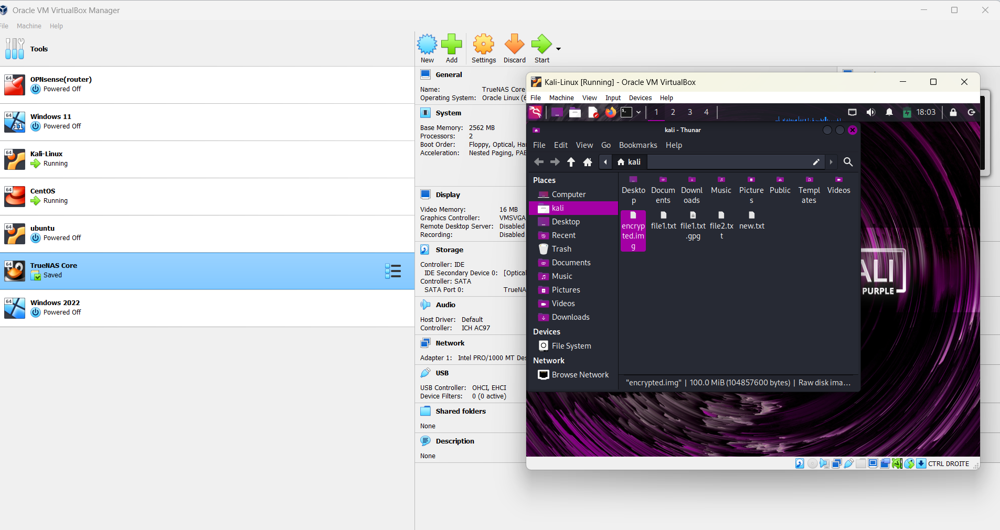 Oracle VM VirtualBox Manager
File Machine Help
Tools
New Add Settings Discard Start
64 OPNsense(router)
Powered Off
64 Windows 11
11 Powered Off
64 Kali-Linux
Running
64 CentOS
Running
64 ubuntu
Powered Off
64 TrueNAS Core
Saved
64 Windows 2022
Powered Off
General
Name: TrueNAS Core
Operating System: Oracle Linux (6
System
Base Memory: 2562 MB
Processors: 2
Boot Order: Floppy, Optical, Har
Acceleration: Nested Paging, PAE
Display
Video Memory: 16 MB
Graphics Controller: VMSVGA
Remote Desktop Server: Disabled
Recording: Disabled
Storage
Controller: IDE
IDE Secondary Device 0: [Optica
Controller: SATA
SATA Port 0: TrueNA
Audio
Host Driver: Default
Controller: ICH AC97
Network
Adapter 1: Intel PRO/1000 MT Des
USB
USB Controller: OHCI, EHCI
Device Filters: 0 (0 active)
Shared folders
None
Description
None
Kali-Linux [Running] - Oracle VM VirtualBox
File Machine View Input Devices Help
1 2 3 4 18:03
kali - Thunar
File Edit View Go Bookmarks Help
kali
Places
Computer
kali
Desktop
Recent
Trash
Documents
Music
Pictures
Videos
Downloads
Devices
File System
Network
Browse Network
Deskto Docum Downl Music Picture Public Templ Videos
p ents oads s ates
encryp file1.txt file1.txt file2.tx new.txt
ted.im .gpg t
g
"encrypted.img" | 100.0 MiB (104857600 bytes) | Raw disk ima...
ALI
PURPLE
CTRL DROITE